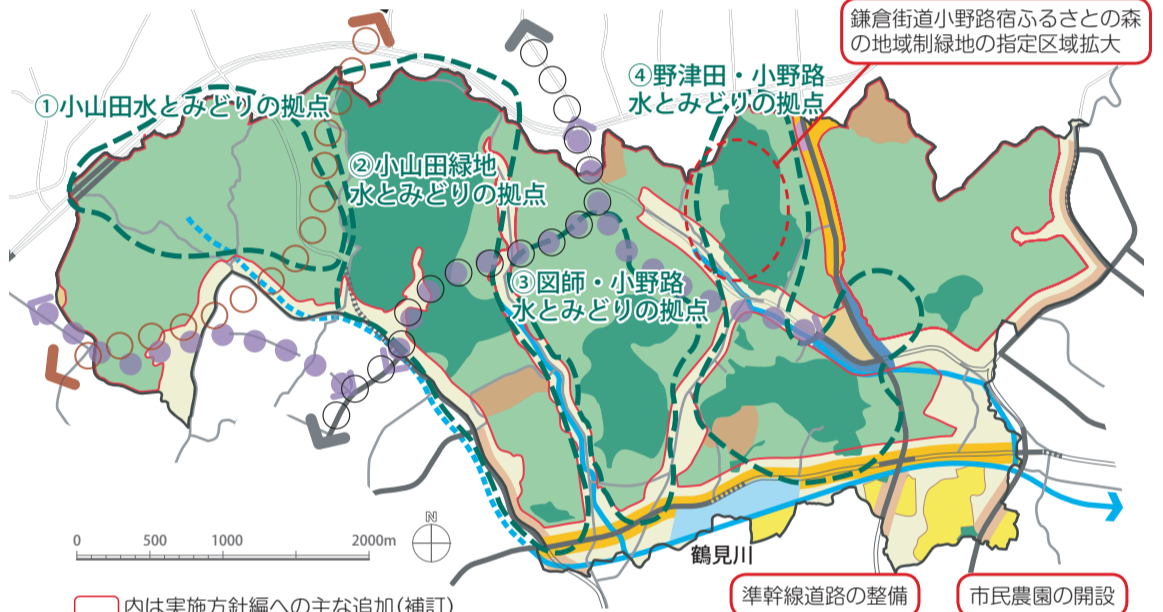 鎌倉街道小野路宿ふるさとの森
の地域制緑地の指定区域拡大
①小山田水とみどりの拠点
②小山田緑地
水とみどりの拠点
④野津田・小野路
水とみどりの拠点
③図師・小野路
水とみどりの拠点
N
0 500 1000 2000m
鶴見川
準幹線道路の整備
市民農園の開設
内は実施方針編への主な追加(補訂)